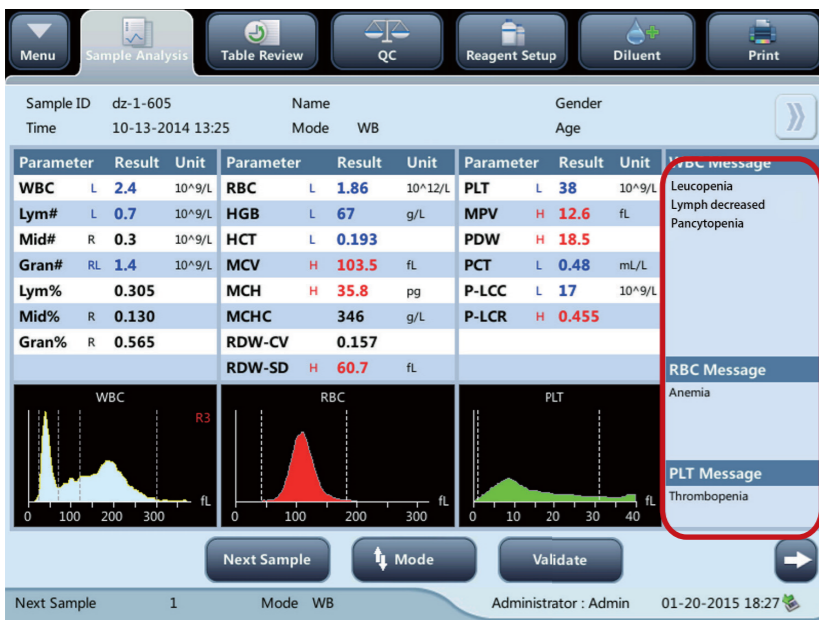 Menu Sample Analysis Table Review QC Reagent Setup Diluent Print
Sample ID dz-1-605 Name Gender
Time 10-13-2014 13:25 Mode WB Age
Parameter Result Unit Parameter Result Unit Parameter Result Unit WBC Message
WBC L 2.4 10^9/L RBC L 1.86 10^12/L PLT L 38 10^9/L Leucopenia
Lym# L 0.7 10^9/L HGB L 67 g/L MPV H 12.6 fL Lymph decreased
Mid# R 0.3 10^9/L HCT L 0.193 PDW H 18.5 Pancytopenia
Gran# RL 1.4 10^9/L MCV H 103.5 fL PCT L 0.48 mL/L
Lym% 0.305 MCH H 35.8 pg P-LCC L 17 10^9/L
Mid% R 0.130 MCHC 346 g/L P-LCR H 0.455
Gran% R 0.565 RDW-CV 0.157
RDW-SD H 60.7 fL RBC Message
WBC RBC PLT Anemia
R3
PLT Message
Thrombopenia
fL fL fL
0 100 200 300 0 100 200 300 0 10 20 30 40
Next Sample Mode Validate
Next Sample 1 Mode WB Administrator : Admin 01-20-2015 18:27